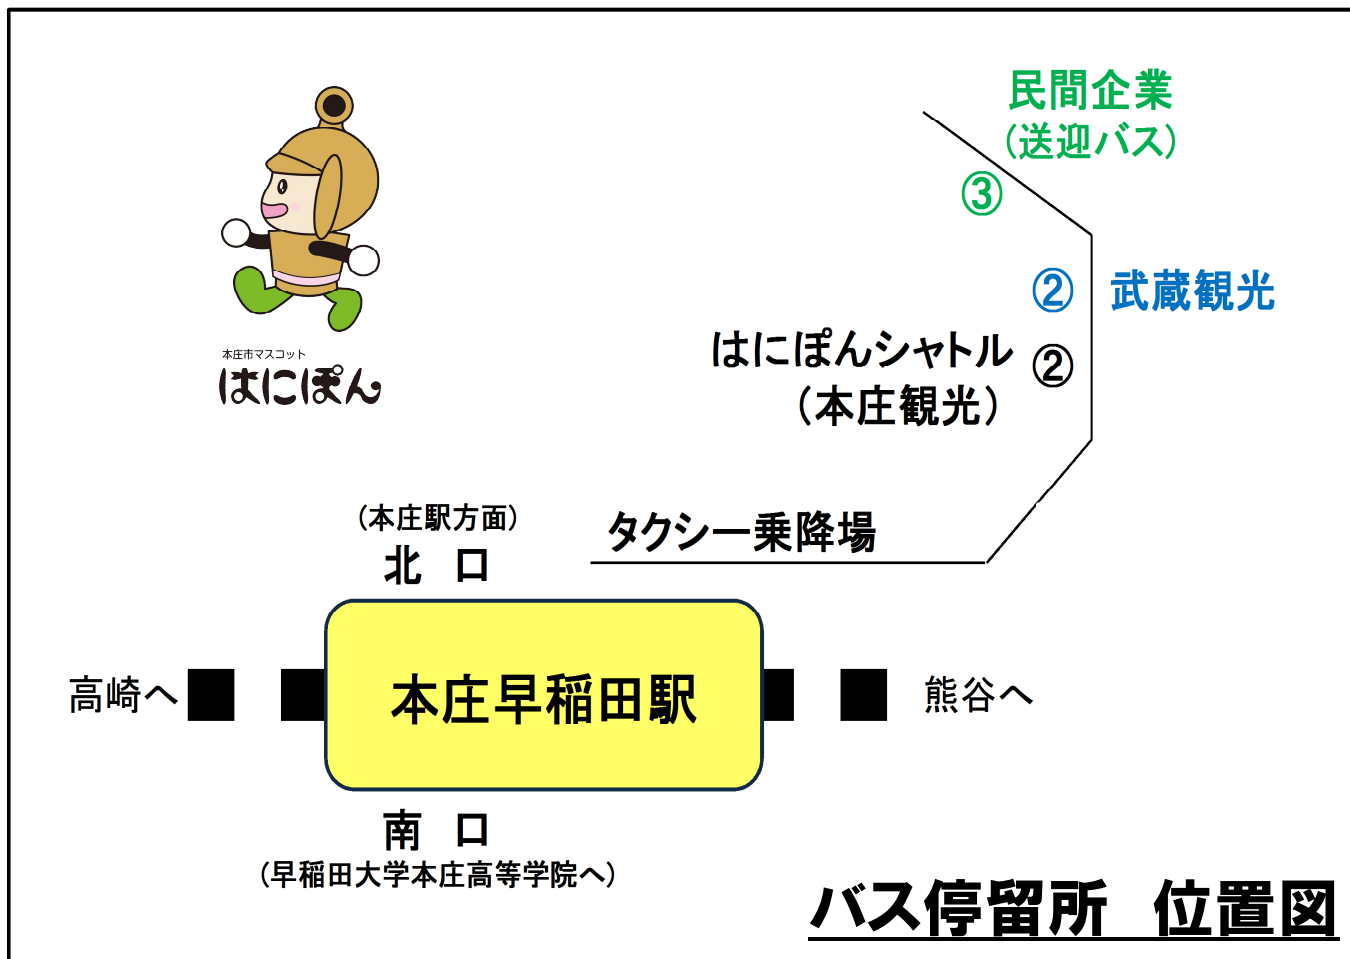 民間企業
(送迎バス)
③
② 武蔵観光
はにぽんシャトル ②
(本庄観光)
本庄市マスコット
はにぽん
(本庄駅方面)
北 口
タクシー乗降場
高崎へ
本庄早稲田駅
熊谷へ
南 口
(早稲田大学本庄高等学院へ)
バス停留所 位置図